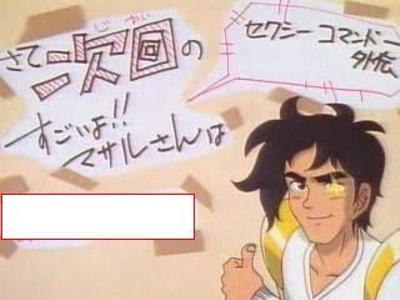 さて次回の
じかい
セクシーコマンドー
外伝
すごいよ!!
マサルさんは